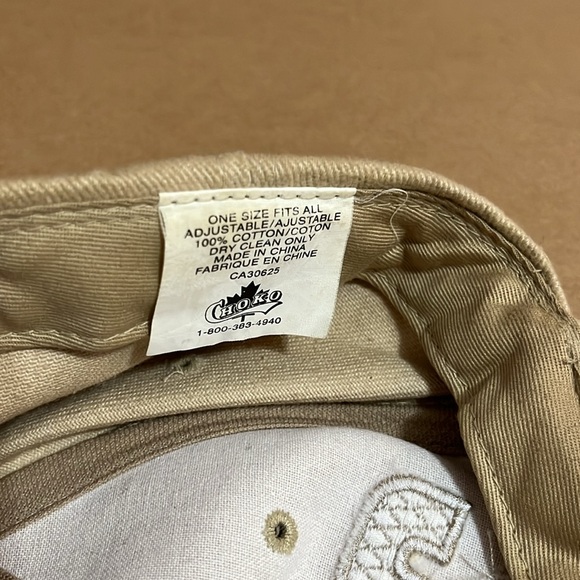 ONE SIZE FITS ALL
ADJUSTABLE/AJUSTABLE
100% COTTON/COTON
DRY CLEAN ONLY
MADE IN CHINA
FABRIQUE EN CHINE
CA30625
CHOKO
1-800-383-4940